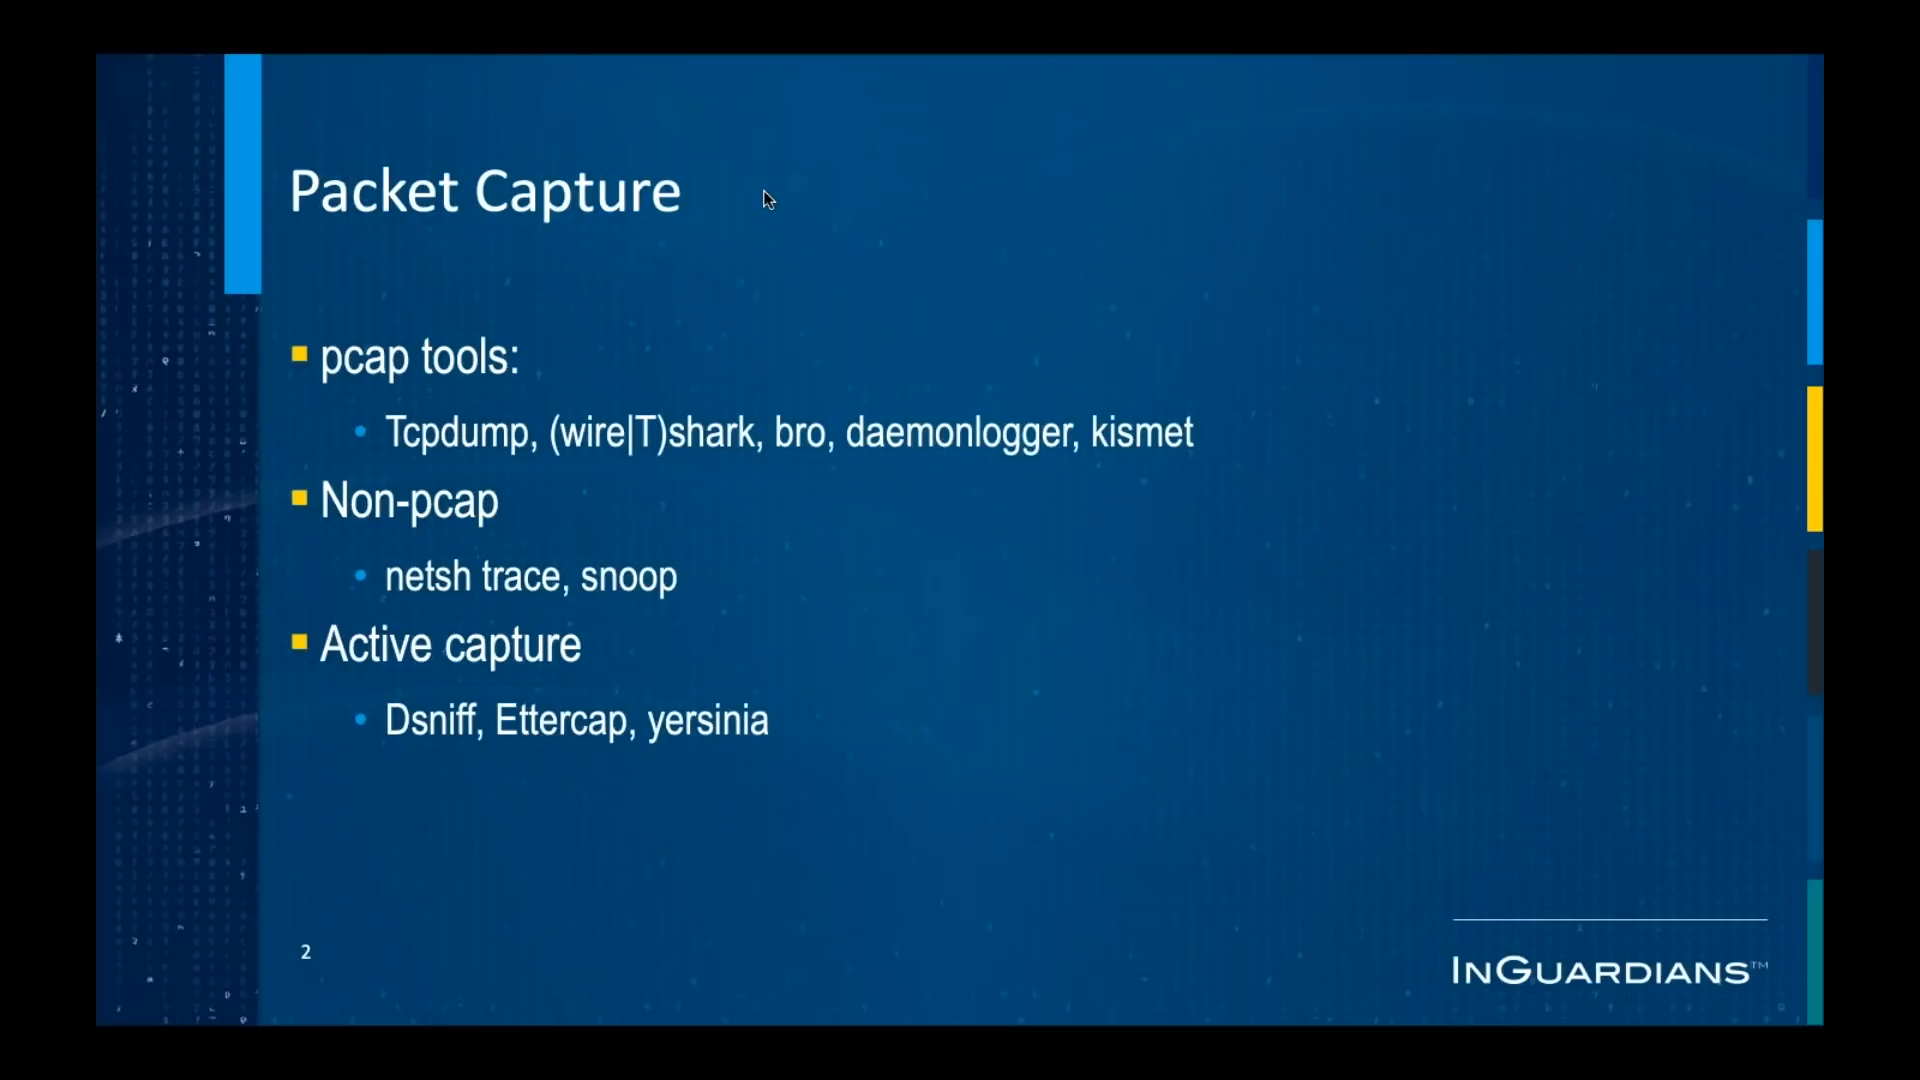 Packet Capture
pcap tools:
Tcpdump, (wire|T)shark, bro, daemonlogger, kismet
Non-pcap
netsh trace, snoop
Active capture
Dsniff, Ettercap, yersinia
2
INGUARDIANS™